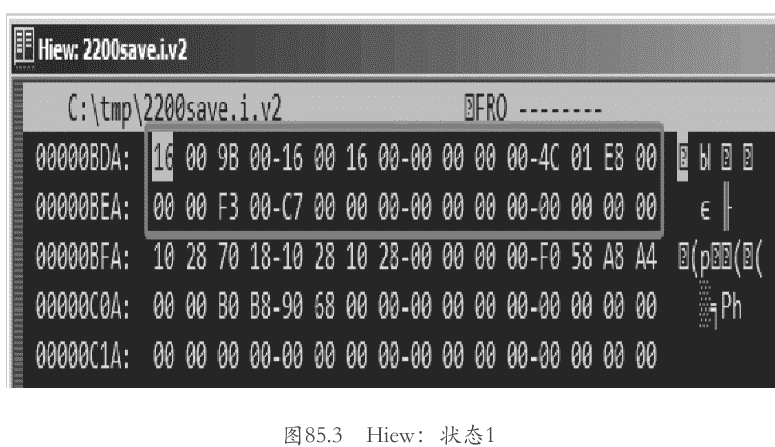 Hiew: 2200save.i.v2
C:\tmp\2200save.i.v2 FRO --------
00000BDA: 16 00 9B 00-16 00 16 00-00 00 00 00-4C 01 E8 00 Ы
00000BEA: 00 00 F3 00-C7 00 00 00-00 00 00 00-00 00 00 00 є ╟
00000BFA: 10 28 70 18-10 28 10 28-00 00 00 00-F0 58 A8 A4 (p(((
00000C0A: 00 00 B0 B8-90 68 00 00-00 00 00 00-00 00 00 00 ░╕Рh
00000C1A: 00 00 00 00-00 00 00 00-00 00 00 00-00 00 00 00
图85.3 Hiew：状态1